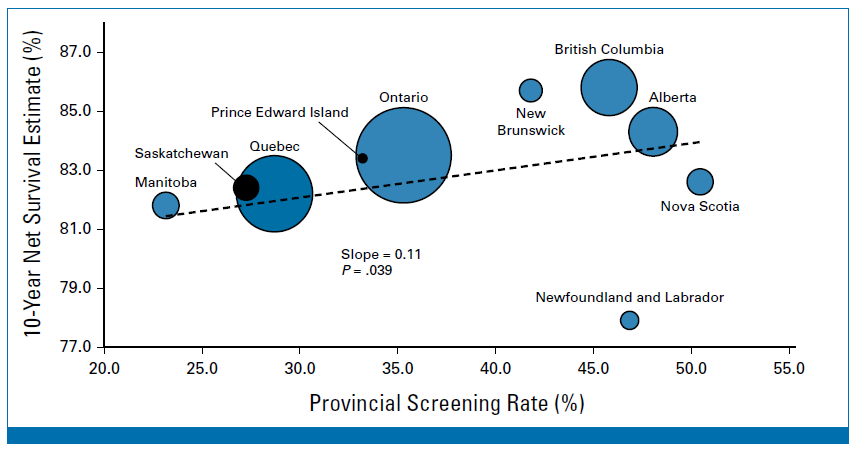 10-Year Net Survival Estimate (%)
87.0
85.0
83.0
81.0
79.0
77.0
British Columbia
Ontario
Alberta
Prince Edward Island
New
Brunswick
Saskatchewan
Quebec
Manitoba
Nova Scotia
Slope = 0.11
P = .039
Newfoundland and Labrador
20.0
25.0
30.0
35.0
40.0
45.0
50.0
55.0
Provincial Screening Rate (%)